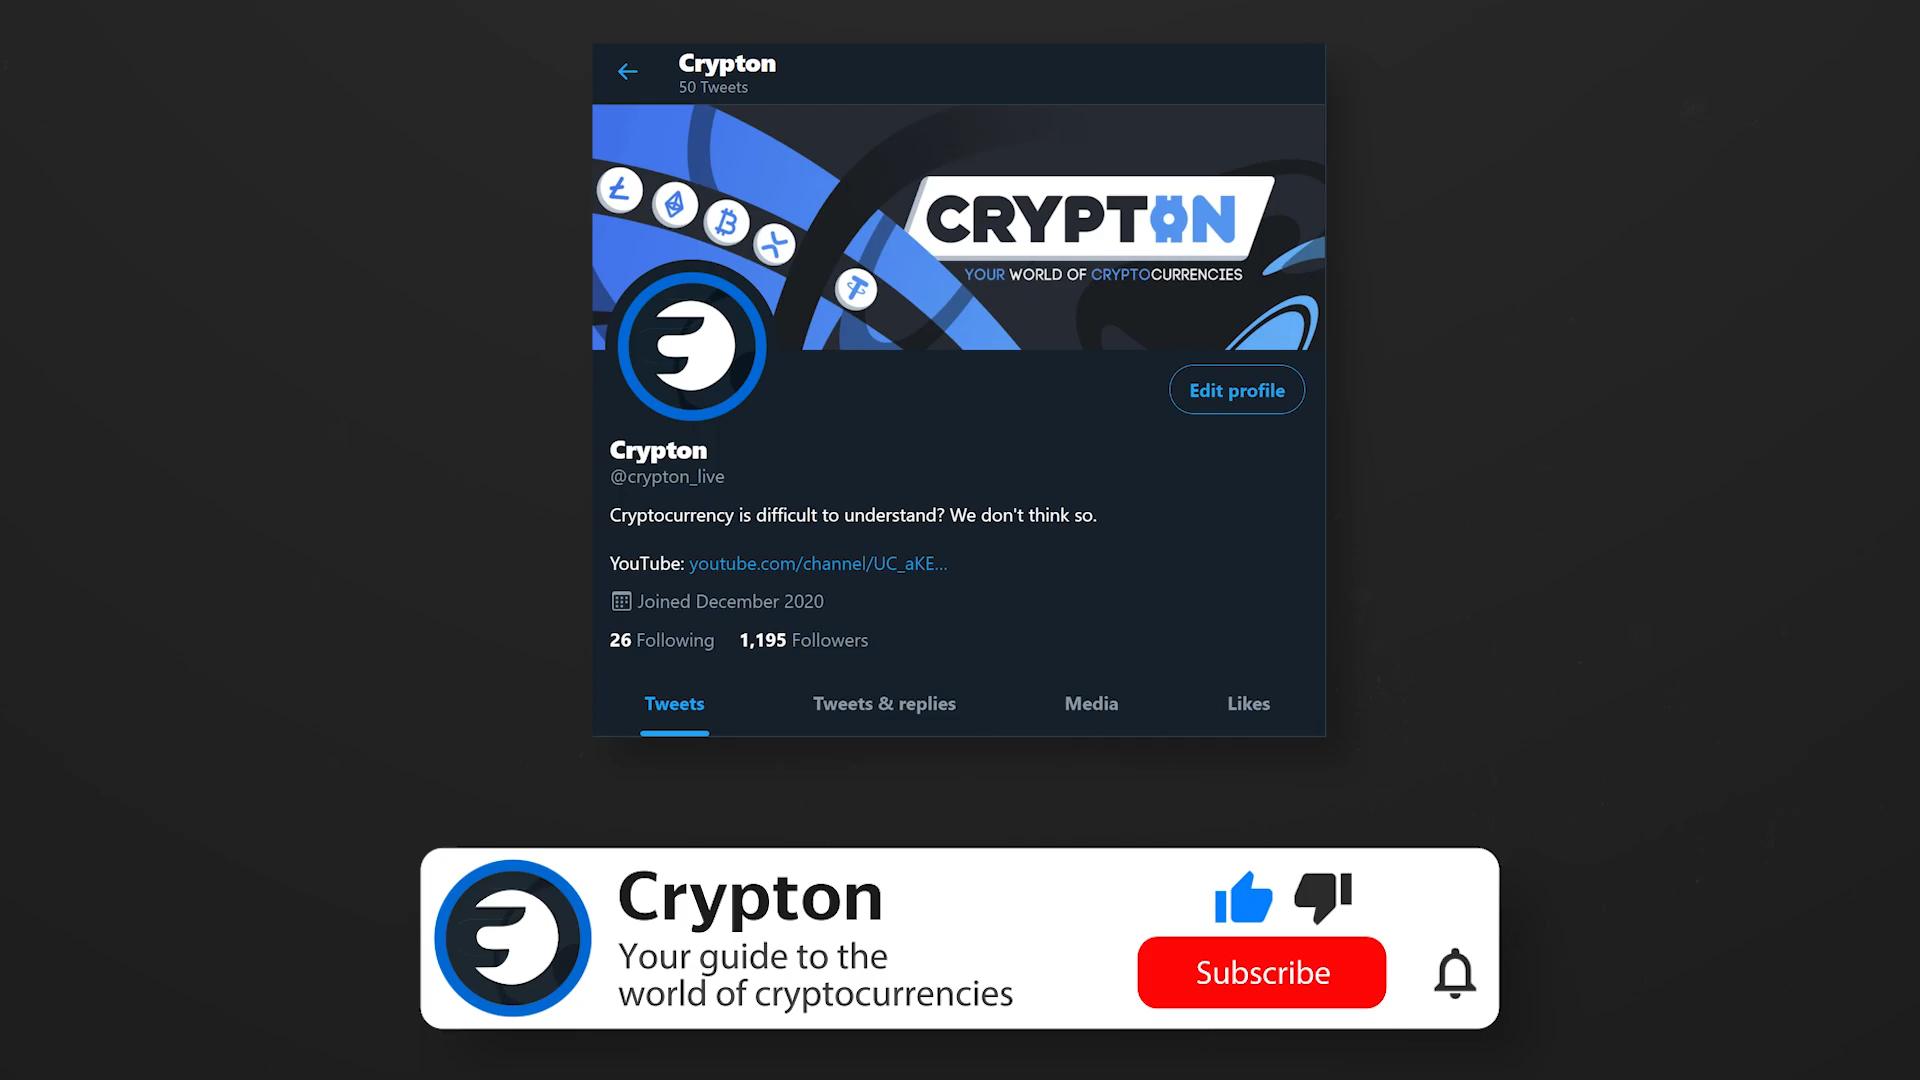 Crypton
50 Tweets
CRYPTON
YOUR WORLD OF CRYPTOCURRENCIES
Edit profile
Crypton
@crypton_live
Cryptocurrency is difficult to understand? We don't think so.
YouTube: youtube.com/channel/UC_aKE...
Joined December 2020
26 Following 1,195 Followers
Tweets Tweets & replies Media Likes
Crypton
Your guide to the
world of cryptocurrencies
Subscribe